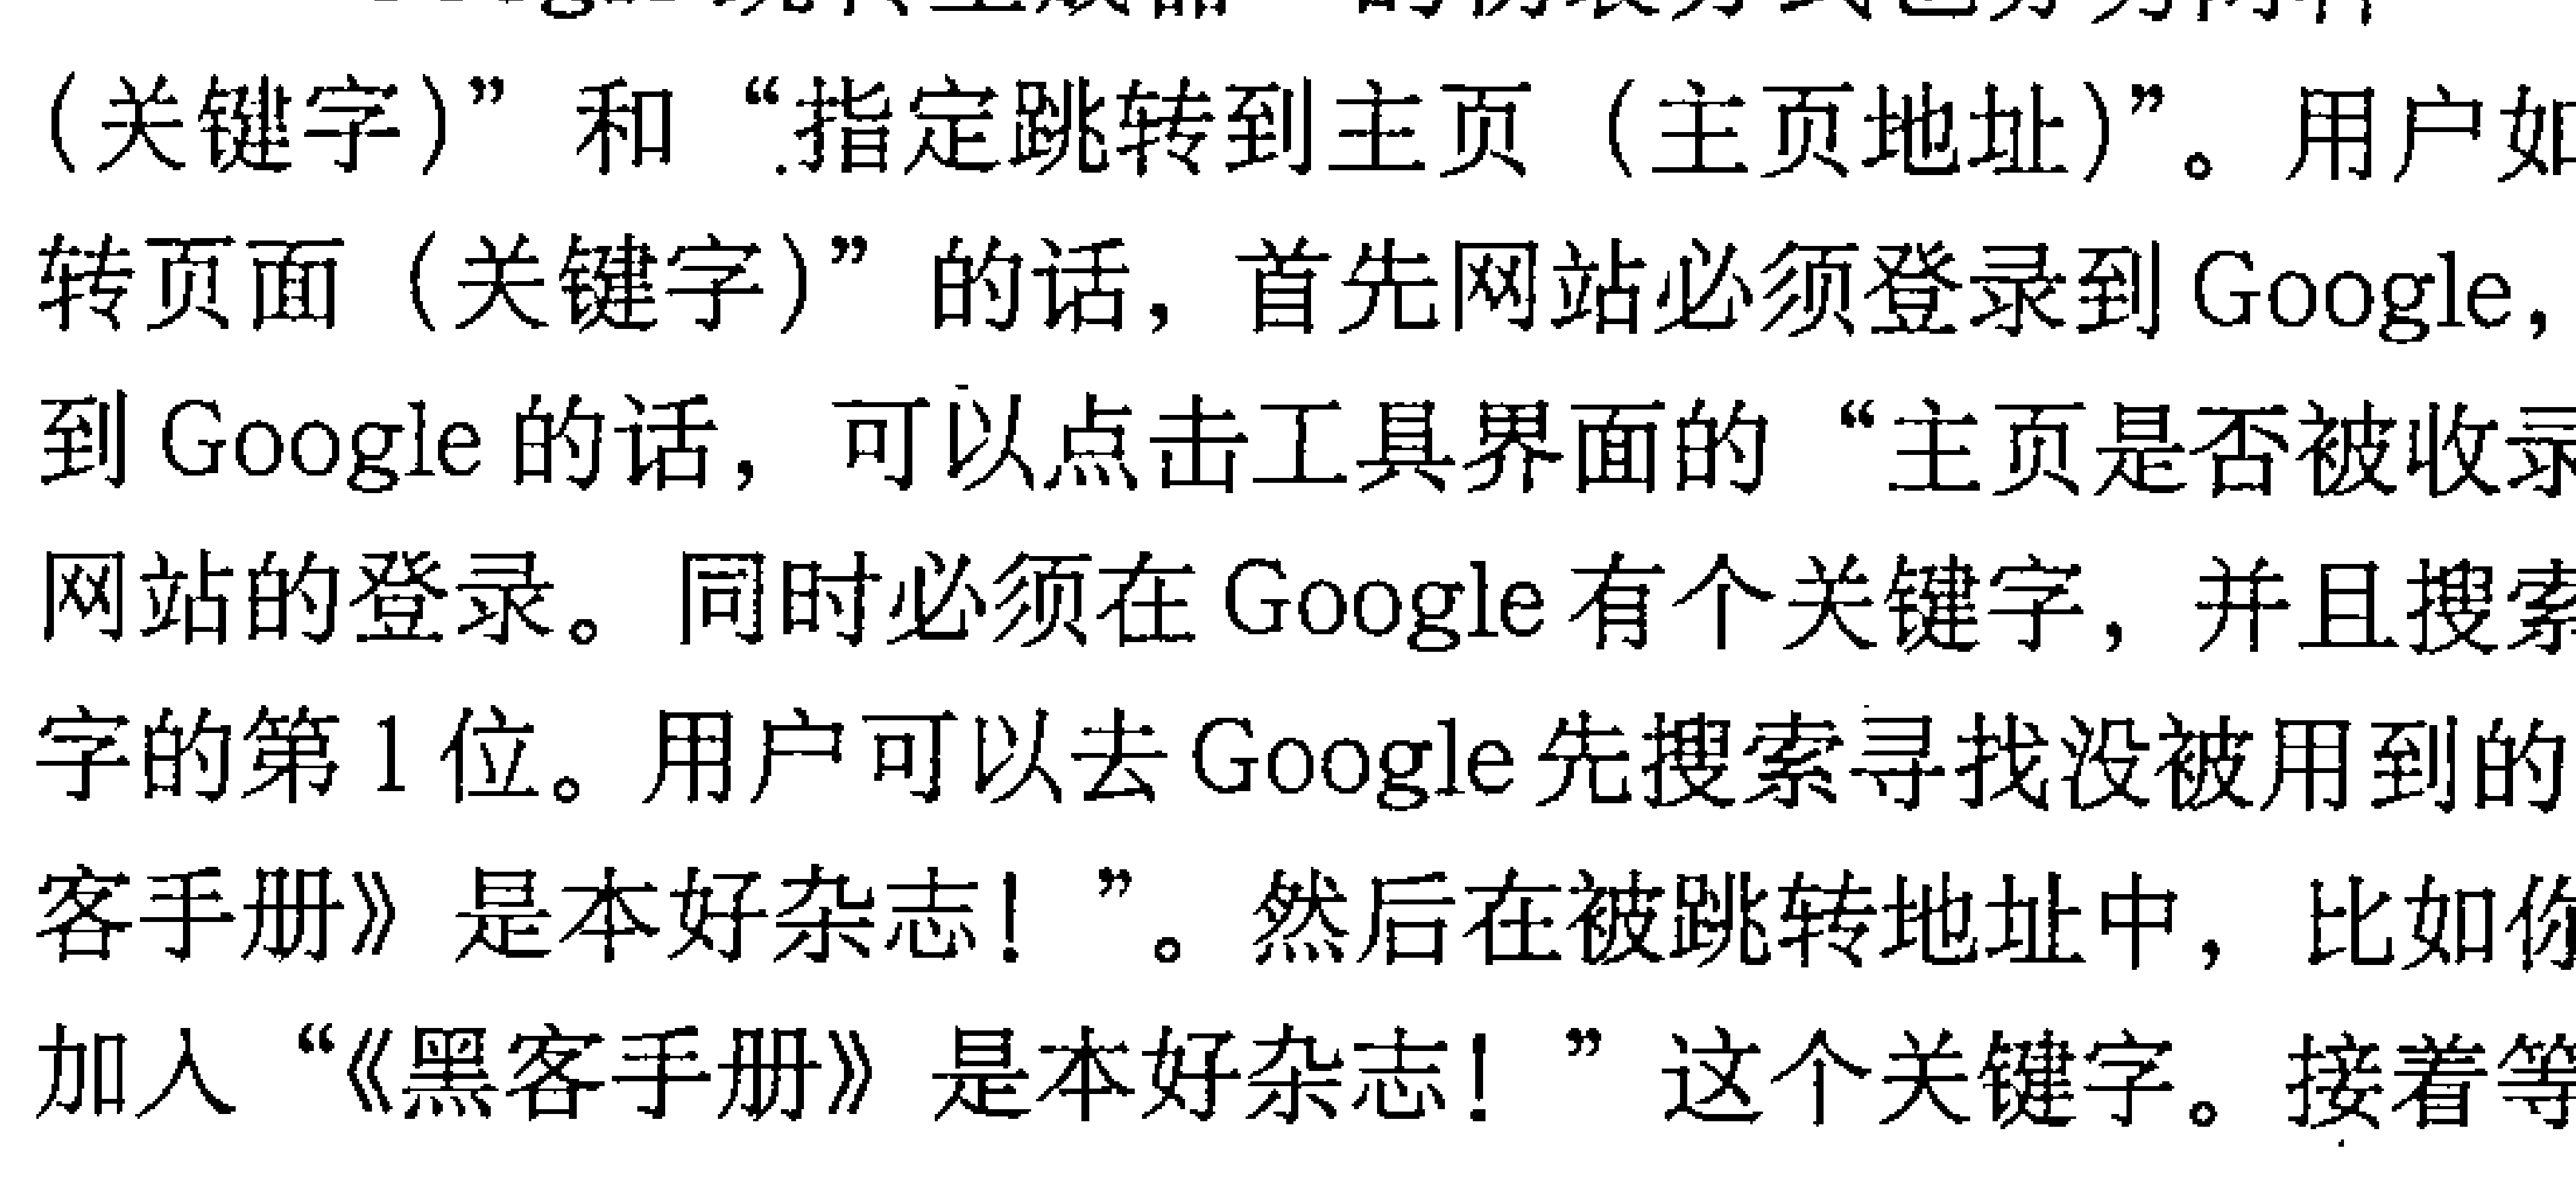 (关键字)”和“指定跳转到主页（主页地址)”。用户如
转页面（关键字)”的话，首先网站必须登录到 Google，
到 Google 的话，可以点击工具界面的“主页是否被收录
网站的登录。同时必须在 Google 有个关键字，并且搜索
字的第 1 位。用户可以去 Google 先搜索寻找没被用到的
客手册》是本好杂志！”。然后在被跳转地址中，比如你
加入“《黑客手册》是本好杂志！”这个关键字。接着等